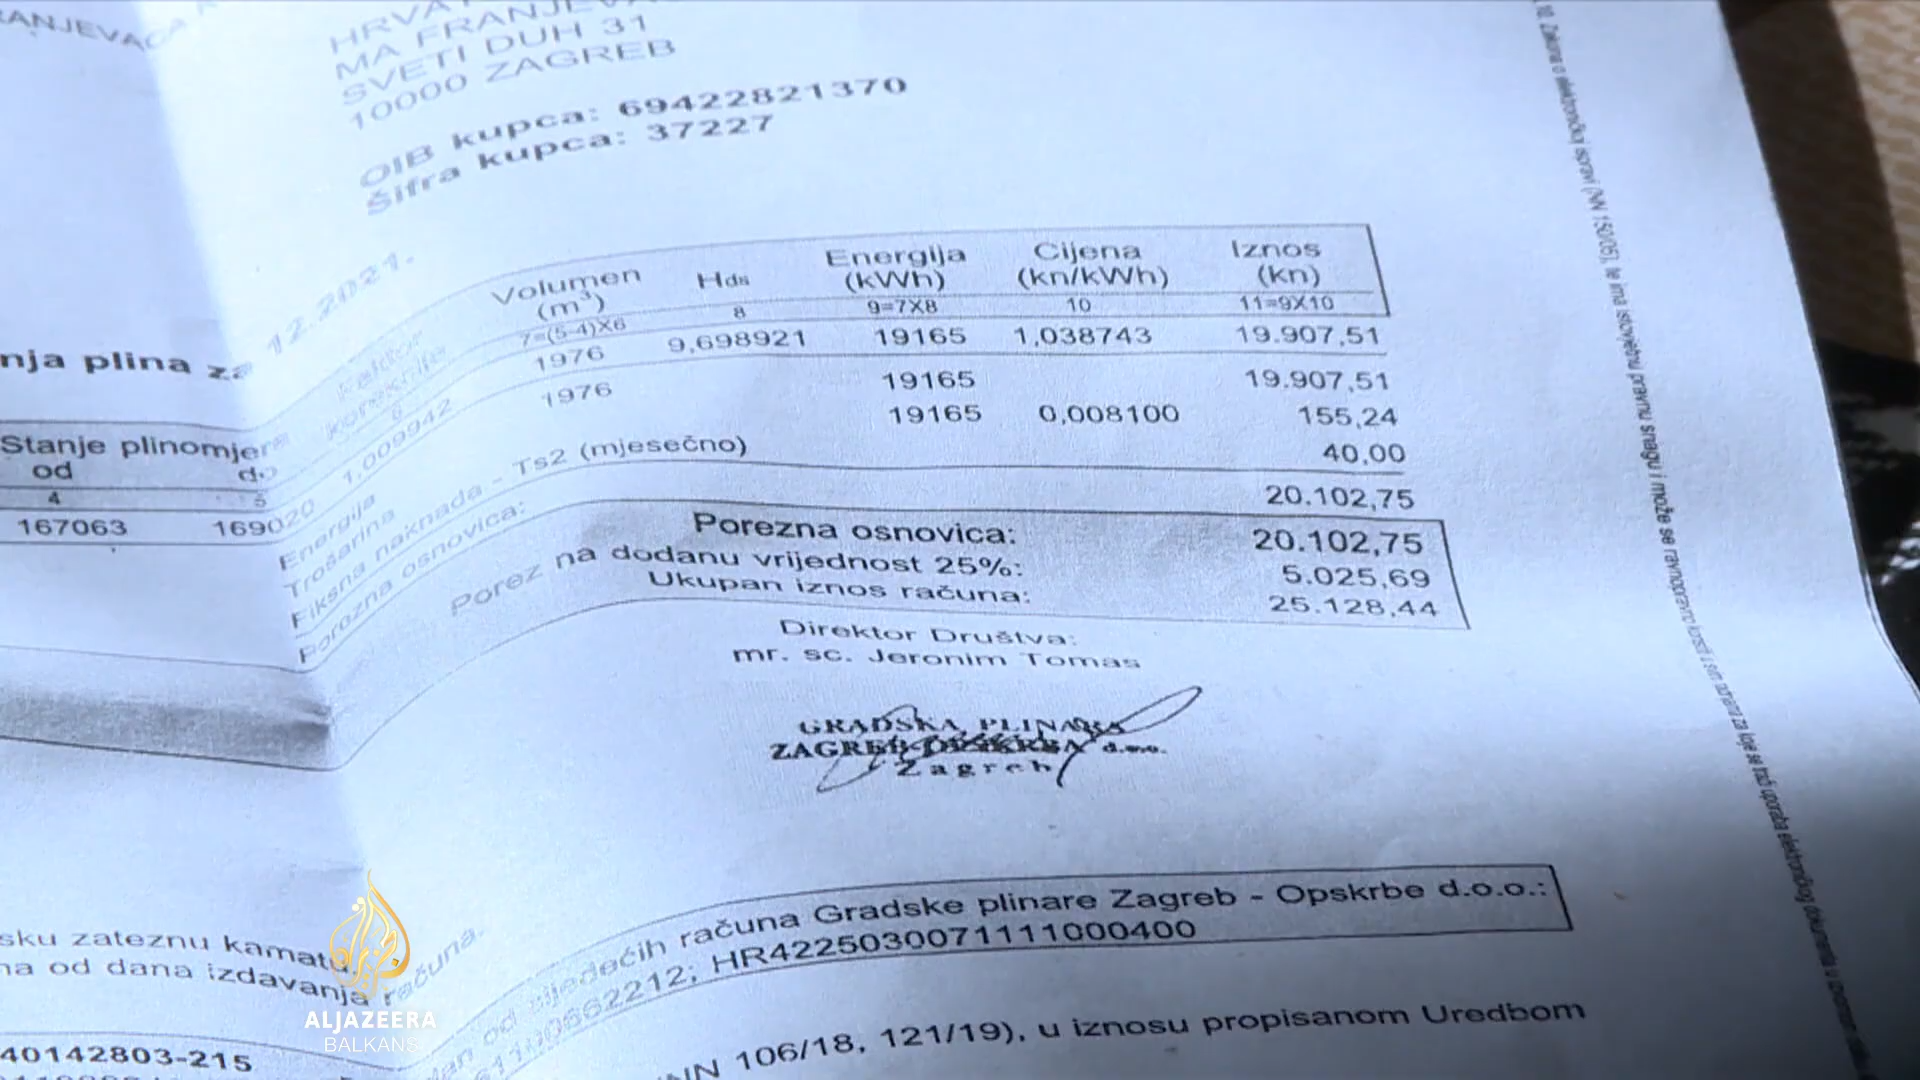 HRVA
MA FRANJEV
SVETI DUH 31
10000 ZAGREB
OIB kupca: 69422821370
Šifra kupca: 37227
12.2021.
nja plina za
Volumen Hds Energija Cijena Iznos
(m³) (kWh) (kn/kWh) (kn)
7=(5-4)X6 8 9=7X8 10 11=9X10
1976 9,698921 19165 1,038743 19.907,51
1976 19165 19.907,51
19165 0,008100 155,24
40,00
20.102,75
Stanje plinomjera
od do
4 5
167063 169020 1,009942
Energija
Trošarina
Fiksna naknada - Ts2 (mjesečno)
Porezna osnovica:
Porezna osnovica: 20.102,75
Porez na dodanu vrijednost 25%: 5.025,69
Ukupan iznos računa: 25.128,44
Direktor Društva:
mr. sc. Jeronim Tomas
GRADSKA PLINARA
ZAGREB-OPSKRBA d.o.o.
Zagreb
sku zateznu kamatu
na od dana izdavanja računa.
računa Gradske plinare Zagreb - Opskrbe d.o.o.:
HR4225030071111000400
NN 106/18, 121/19), u iznosu propisanom Uredbom
40142803-215
ALJAZEERA
BALKANS